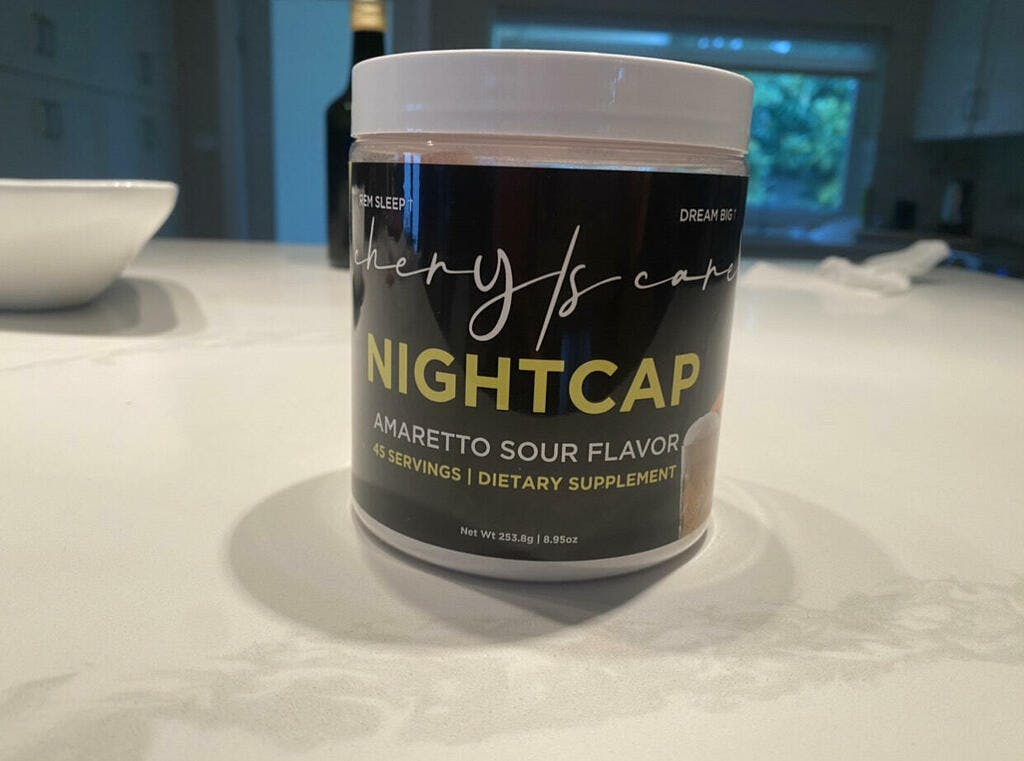 REM SLEEP↑
DREAM BIG↑
cheryls care
NIGHTCAP
AMARETTO SOUR FLAVOR
45 SERVINGS | DIETARY SUPPLEMENT
Net Wt 253.8g | 8.95oz